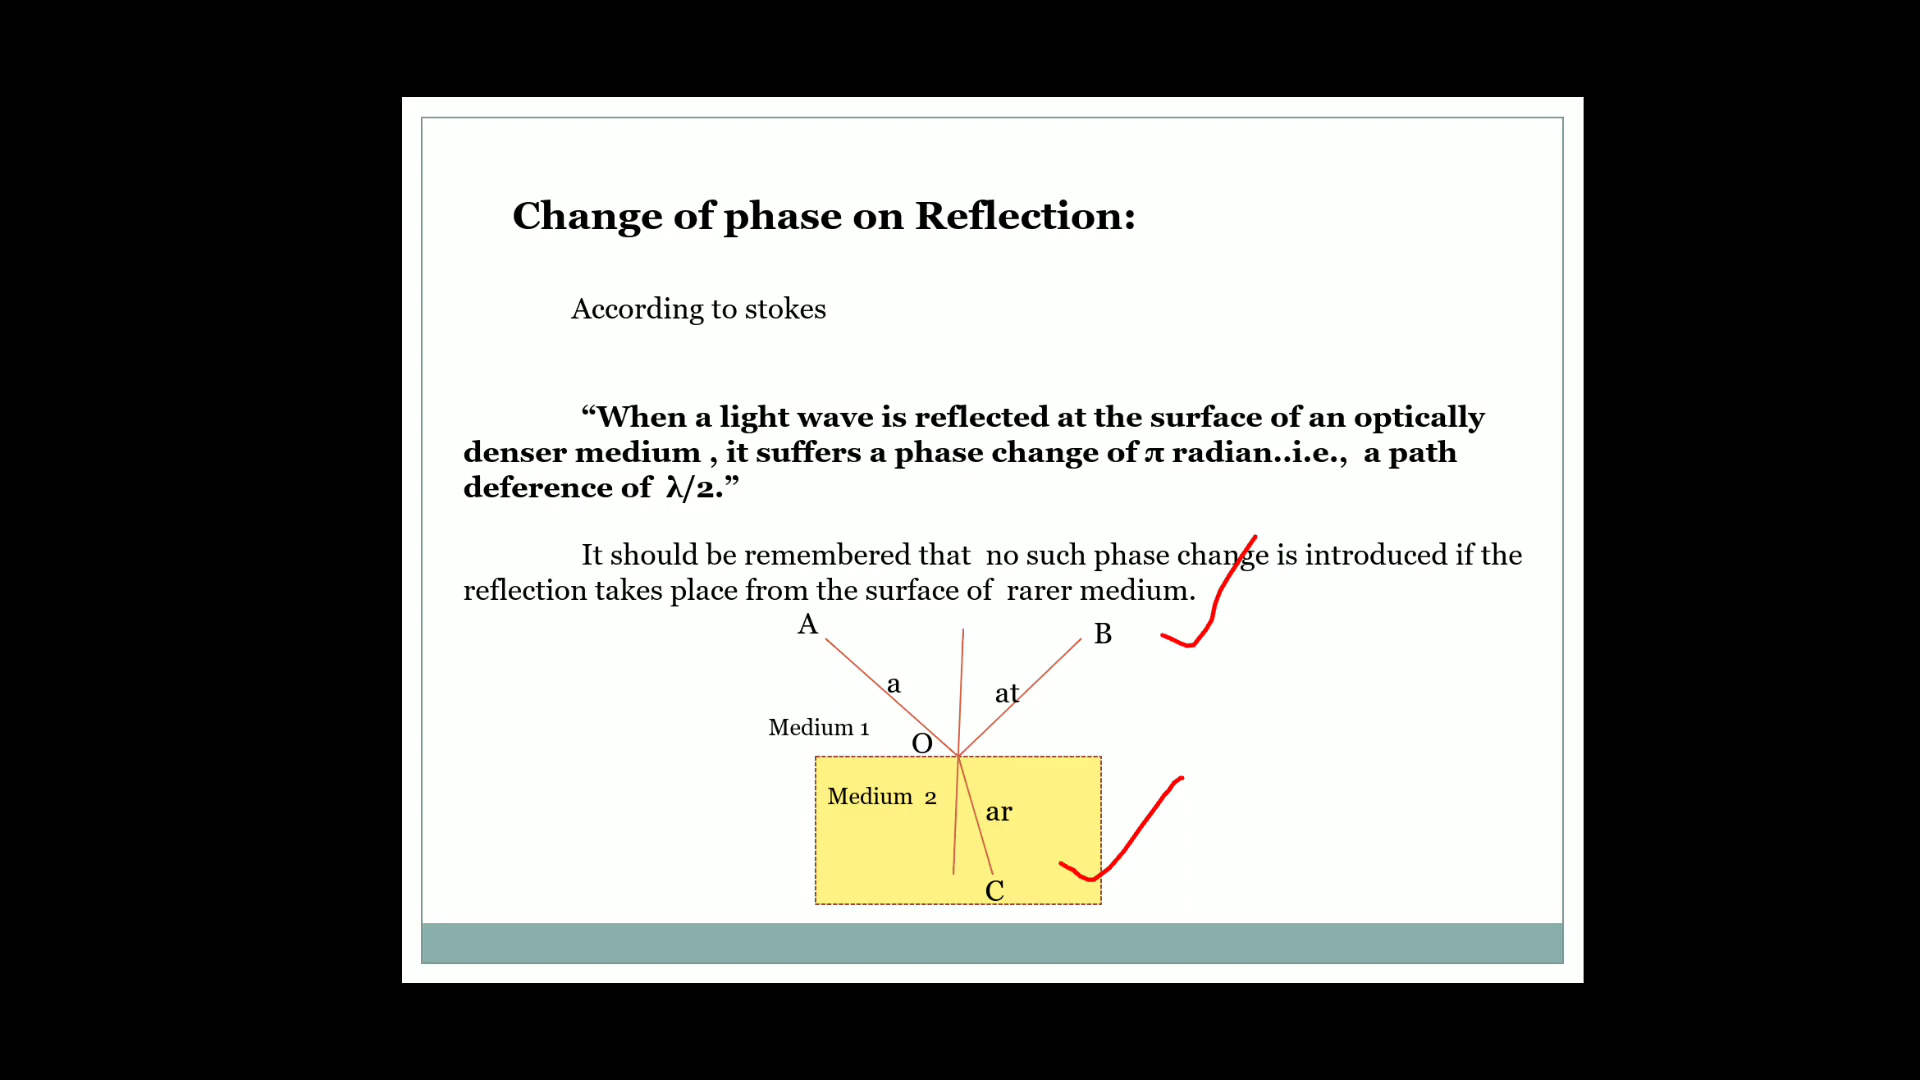 Change of phase on Reflection:
According to stokes
“When a light wave is reflected at the surface of an optically
denser medium , it suffers a phase change of π radian..i.e., a path
deference of λ/2.”
It should be remembered that no such phase change is introduced if the
reflection takes place from the surface of rarer medium.
A
B
a
at
Medium 1
O
Medium 2
ar
C